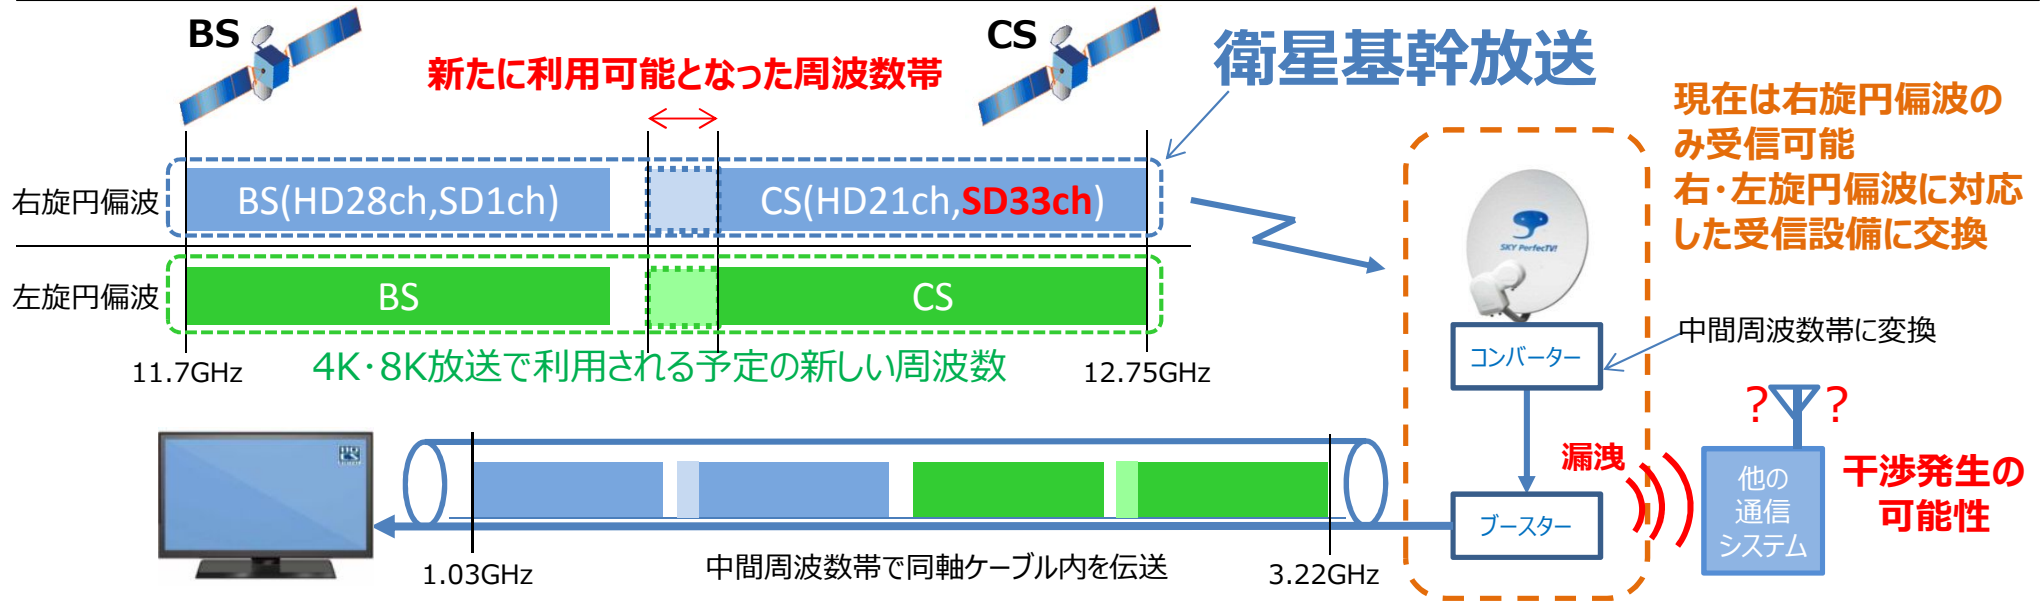 BS
CS
衛星基幹放送
新たに利用可能となった周波数帯
現在は右旋円偏波の
み受信可能
右・左旋円偏波に対応
した受信設備に交換
右旋円偏波
BS(HD28ch,SD1ch)
CS(HD21ch,SD33ch)
SKY PerfecTV!
左旋円偏波
BS
CS
11.7GHz
4K・8K放送で利用される予定の新しい周波数
12.75GHz
コンバーター
中間周波数帯に変換
?
?
漏洩
他の
通信
システム
干渉発生の
可能性
ブースター
1.03GHz
中間周波数帯で同軸ケーブル内を伝送
3.22GHz